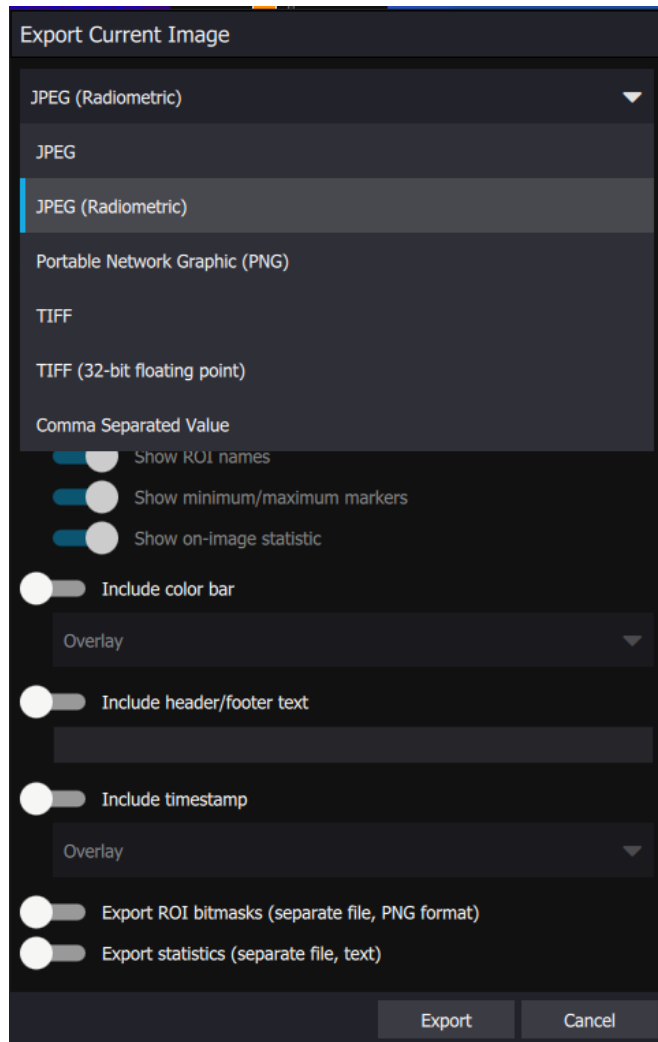 Export Current Image
JPEG (Radiometric)
JPEG
JPEG (Radiometric)
Portable Network Graphic (PNG)
TIFF
TIFF (32-bit floating point)
Comma Separated Value
Show ROI names
Show minimum/maximum markers
Show on-image statistic
Include color bar
Overlay
Include header/footer text
Include timestamp
Overlay
Export ROI bitmasks (separate file, PNG format)
Export statistics (separate file, text)
Export Cancel